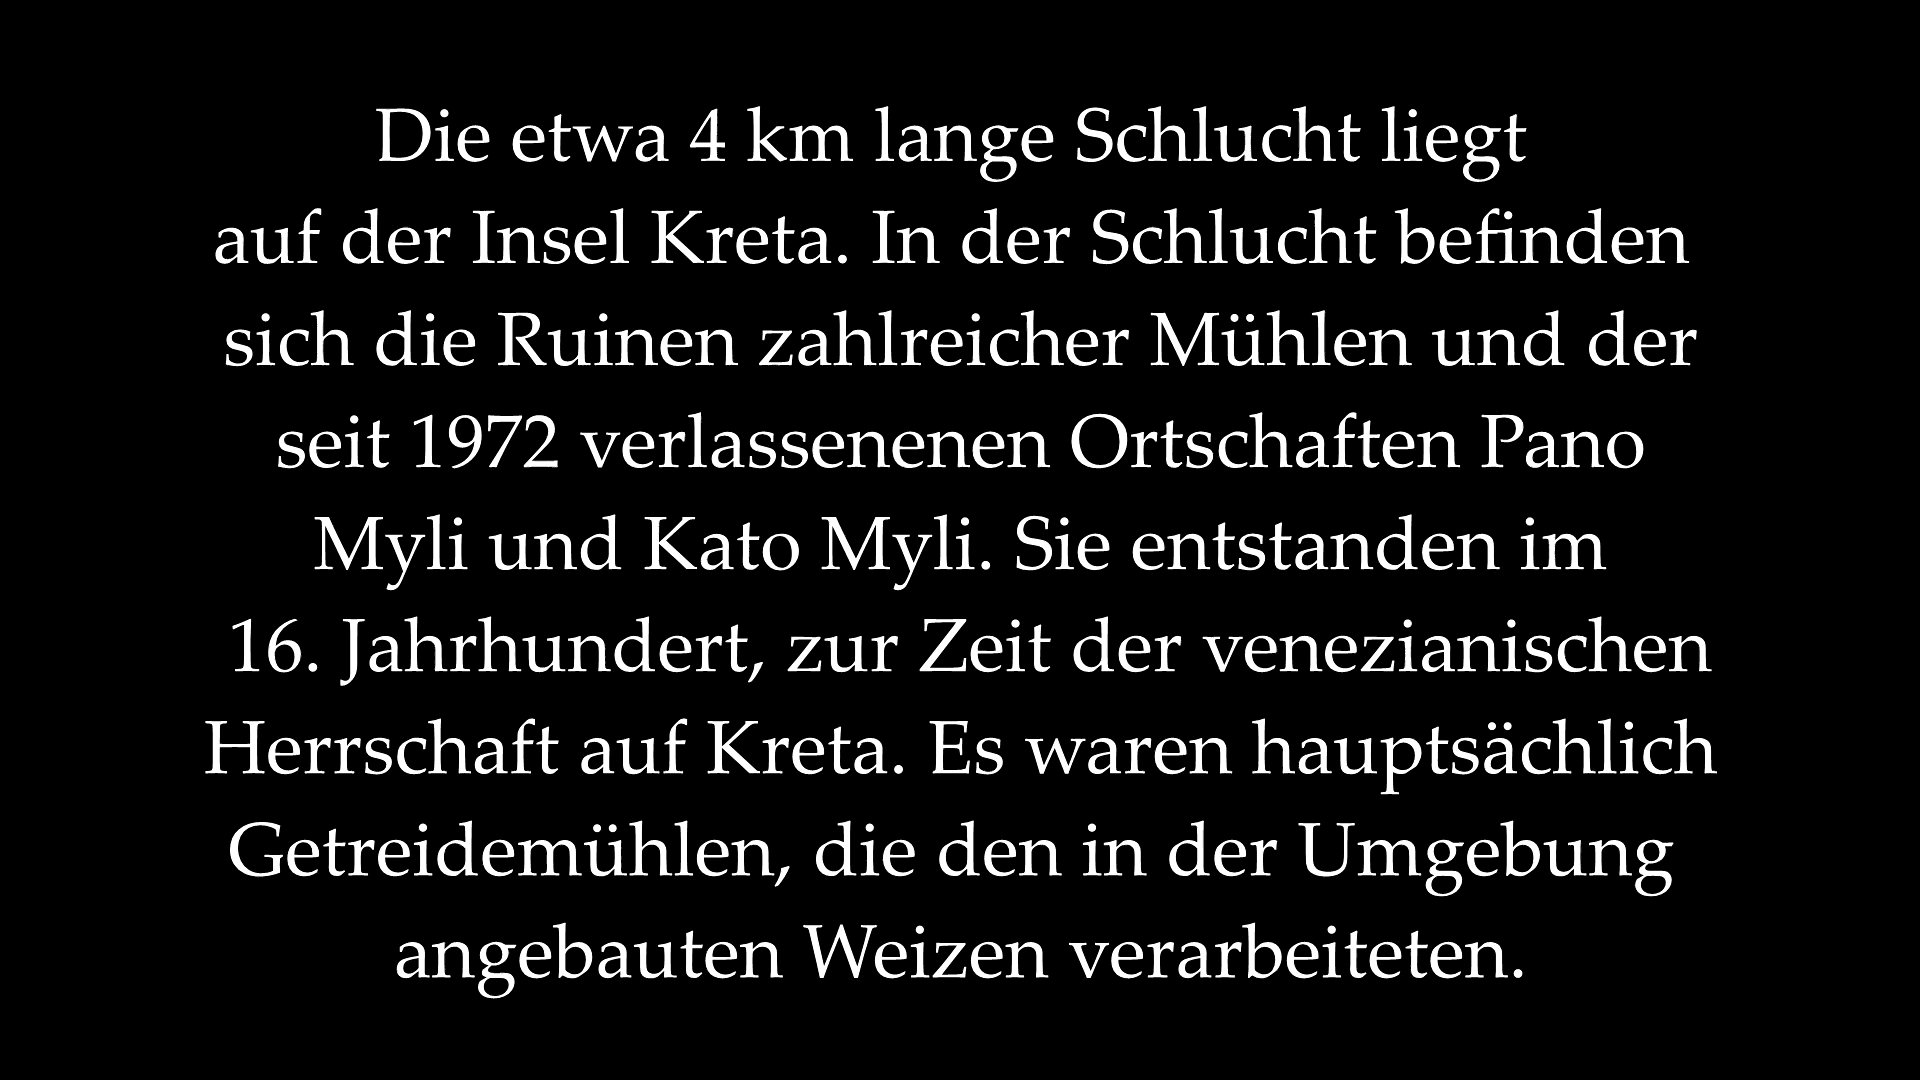 Die etwa 4 km lange Schlucht liegt
auf der Insel Kreta. In der Schlucht befinden
sich die Ruinen zahlreicher Mühlen und der
seit 1972 verlassenenen Ortschaften Pano
Myli und Kato Myli. Sie entstanden im
16. Jahrhundert, zur Zeit der venezianischen
Herrschaft auf Kreta. Es waren hauptsächlich
Getreidemühlen, die den in der Umgebung
angebauten Weizen verarbeiteten.